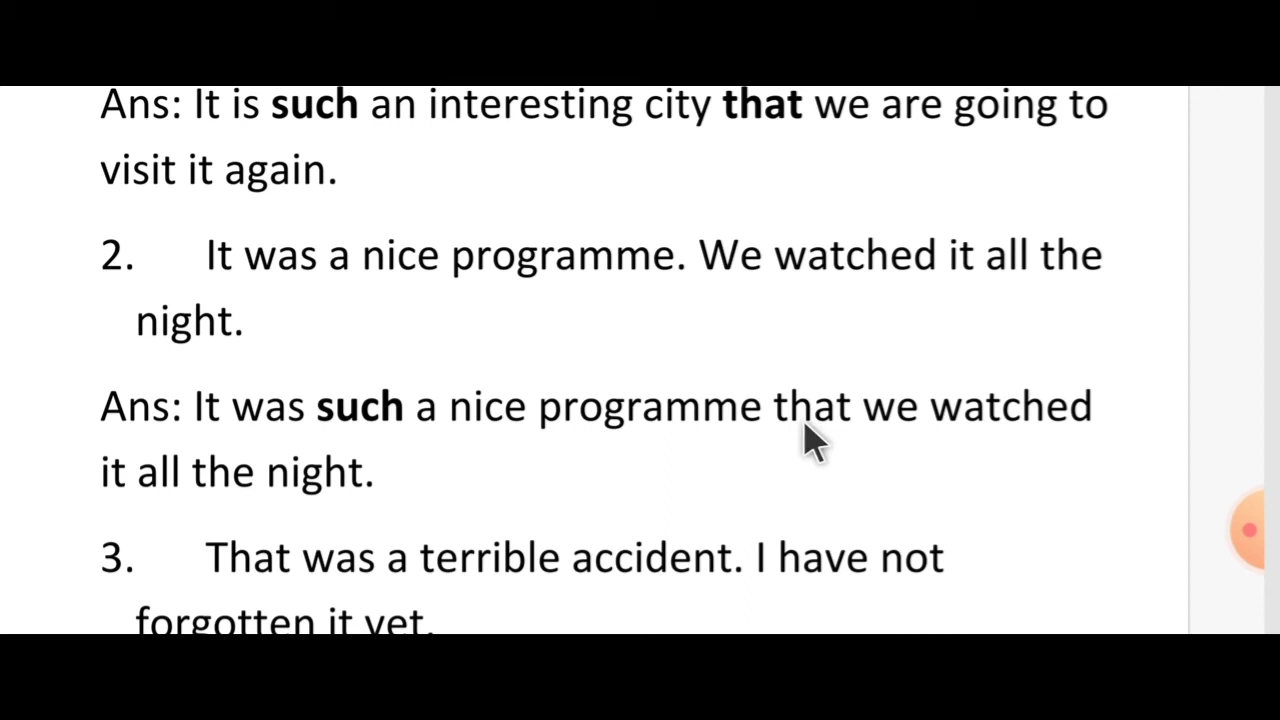 Ans: It is such an interesting city that we are going to
visit it again.
2. It was a nice programme. We watched it all the
night.
Ans: It was such a nice programme that we watched
it all the night.
3. That was a terrible accident. I have not
forgotten it yet.